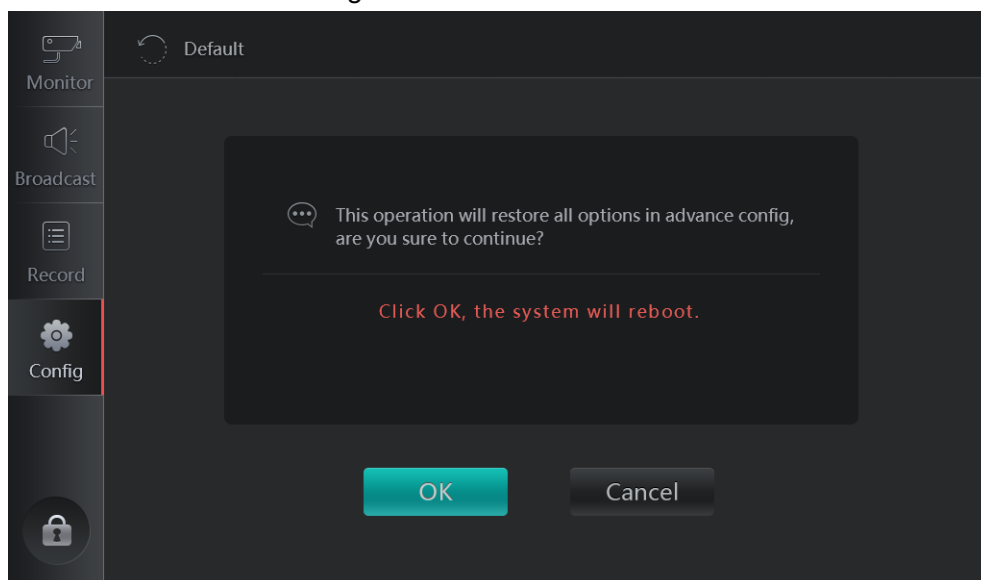 Monitor
Default
Broadcast
Record
Config
This operation will restore all options in advance config,
are you sure to continue?
Click OK, the system will reboot.
OK
Cancel